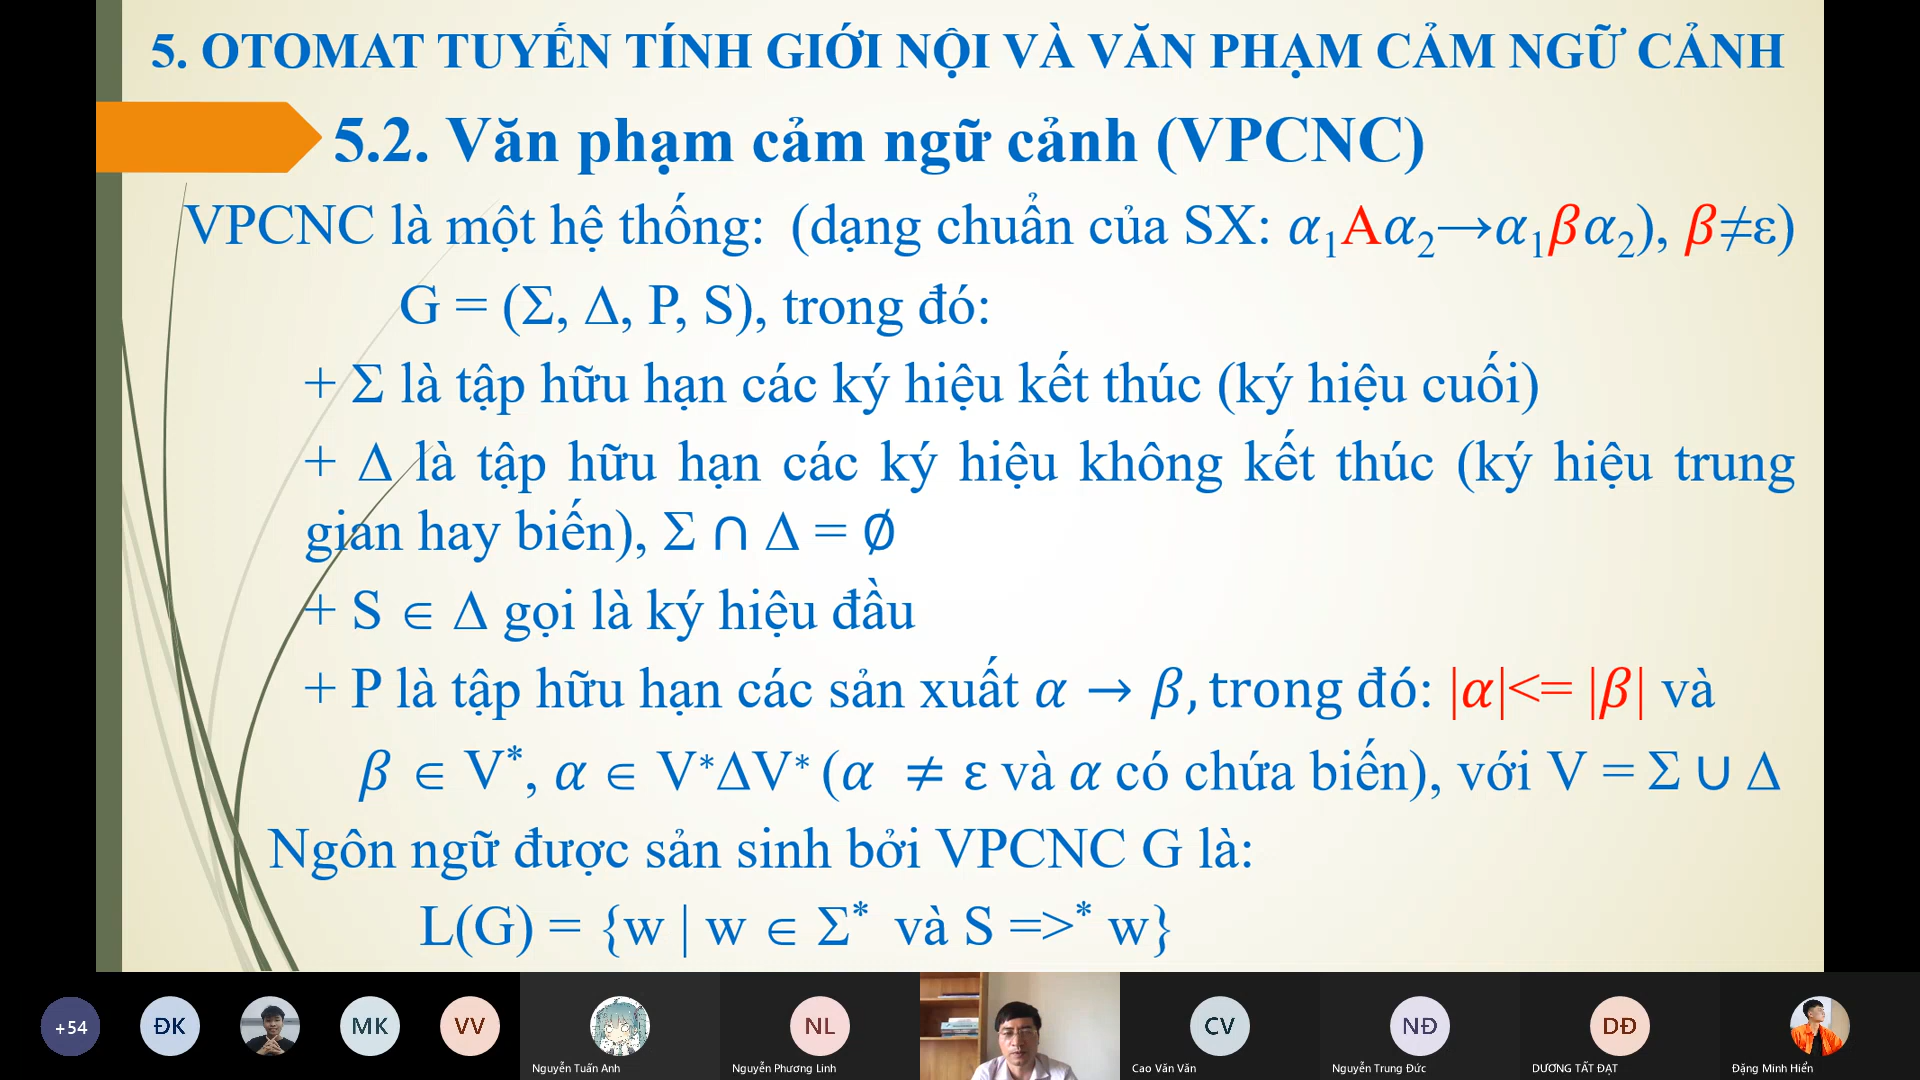 5. OTOMAT TUYẾN TÍNH GIỚI NỘI VÀ VĂN PHẠM CẢM NGỮ CẢNH
5.2. Văn phạm cảm ngữ cảnh (VPCNC)
VPCNC là một hệ thống: (dạng chuẩn của SX: 𝛼₁A𝛼₂→𝛼₁𝛽𝛼₂), 𝛽≠ε)
G = (Σ, Δ, P, S), trong đó:
+ Σ là tập hữu hạn các ký hiệu kết thúc (ký hiệu cuối)
+ Δ là tập hữu hạn các ký hiệu không kết thúc (ký hiệu trung
gian hay biến), Σ ∩ Δ = ∅
+ S ∈ Δ gọi là ký hiệu đầu
+ P là tập hữu hạn các sản xuất 𝛼 → 𝛽, trong đó: |𝛼|<= |𝛽| và
𝛽 ∈ V*, 𝛼 ∈ V*ΔV* (𝛼 ≠ ε và 𝛼 có chứa biến), với V = Σ ∪ Δ
Ngôn ngữ được sản sinh bởi VPCNC G là:
L(G) = {w | w ∈ Σ* và S =>* w}
+54 ĐK MK VV NL CV NĐ DĐ
Nguyễn Tuấn Anh Nguyễn Phương Linh Cao Văn Văn Nguyễn Trung Đức DƯƠNG TẤT ĐẠT Đặng Minh Hiển